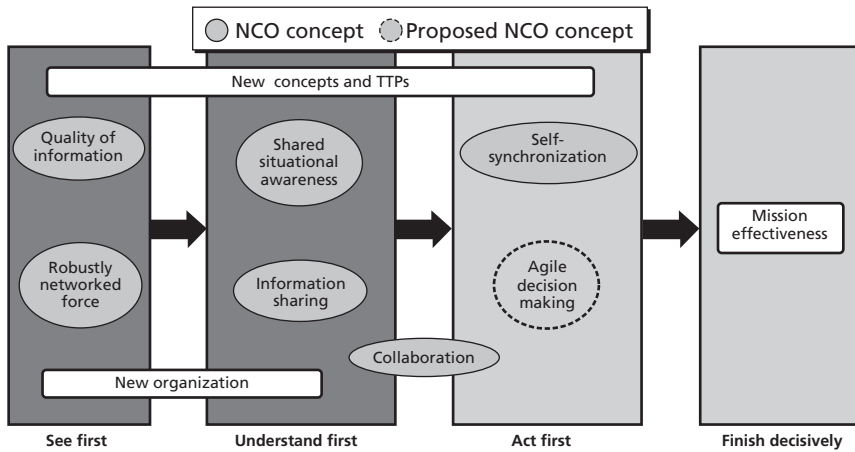 NCO concept
Proposed NCO concept
New concepts and TTPs
Quality of
information
Shared
situational
awareness
Self-
synchronization
Mission
effectiveness
Robustly
networked
force
Information
sharing
Agile
decision
making
Collaboration
New organization
See first
Understand first
Act first
Finish decisively